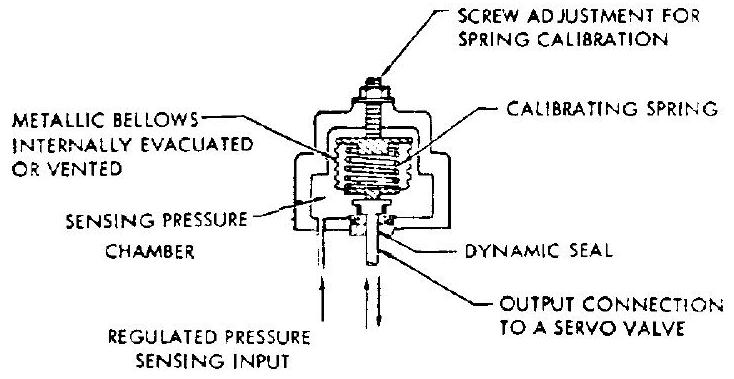 SCREW ADJUSTMENT FOR
SPRING CALIBRATION
METALLIC BELLOWS
INTERNALLY EVACUATED
OR VENTED
CALIBRATING SPRING
SENSING PRESSURE
CHAMBER
DYNAMIC SEAL
OUTPUT CONNECTION
TO A SERVO VALVE
REGULATED PRESSURE
SENSING INPUT